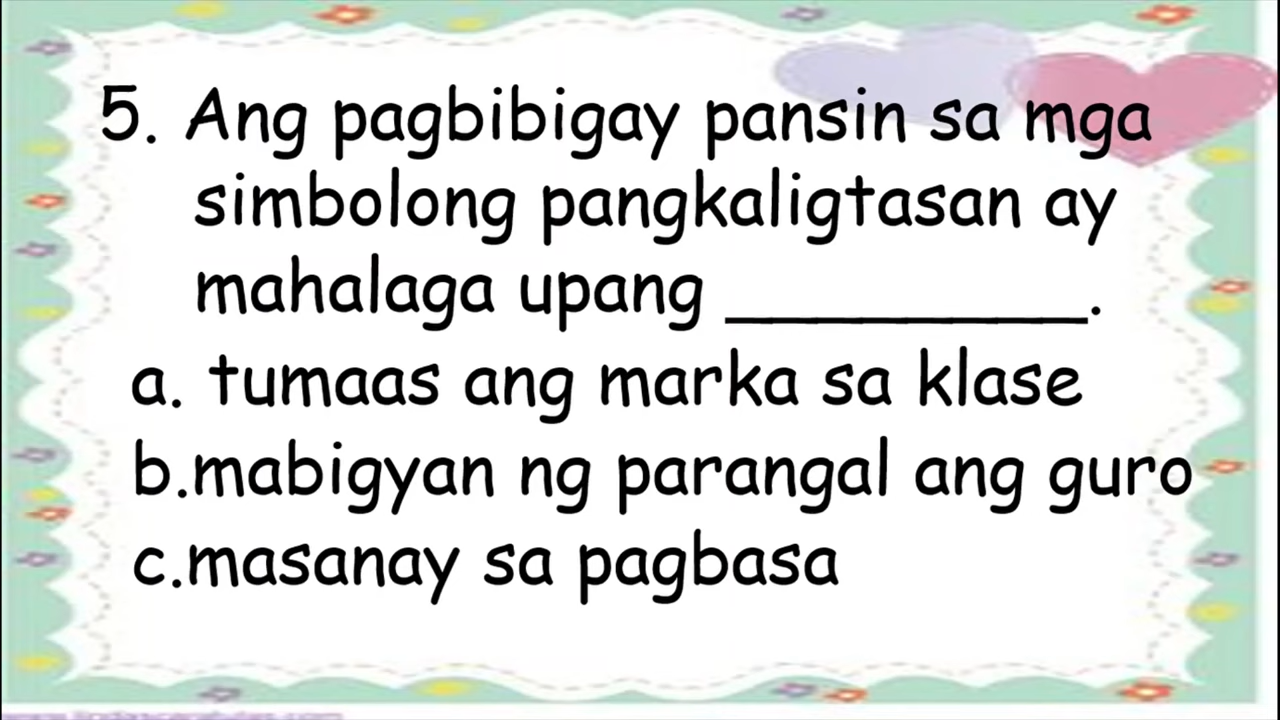 5. Ang pagbibigay pansin sa mga
simbolong pangkaligtasan ay
mahalaga upang __________.
a. tumaas ang marka sa klase
b.mabigyan ng parangal ang guro
c.masanay sa pagbasa